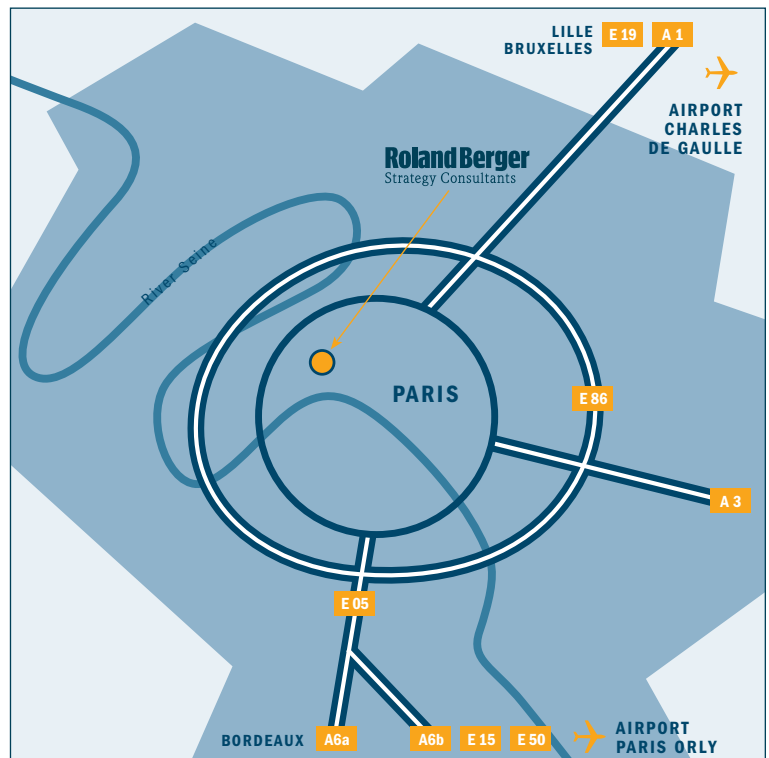 LILLE E 19 A 1
BRUXELLES
AIRPORT
CHARLES
DE GAULLE
Roland Berger
Strategy Consultants
River Seine
PARIS
E 86
A 3
E 05
BORDEAUX A6a A6b E 15 E 50
AIRPORT
PARIS ORLY